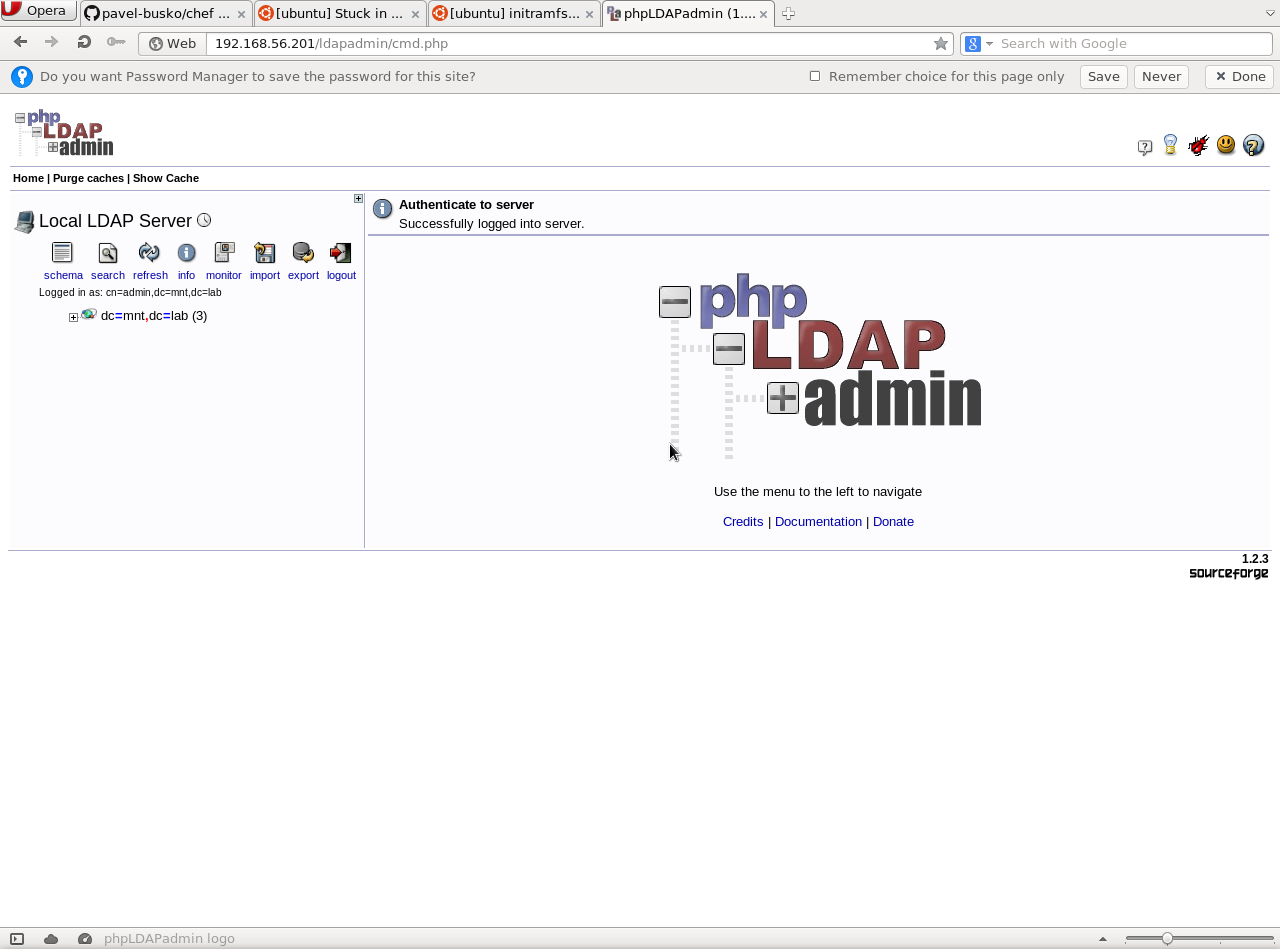 Opera
pavel-busko/chef ...
[ubuntu] Stuck in ...
[ubuntu] initramfs...
phpLDAPadmin (1....
Web
192.168.56.201/ldapadmin/cmd.php
Search with Google
Do you want Password Manager to save the password for this site?
Remember choice for this page only
Save
Never
Done
php
LDAP
admin
Home | Purge caches | Show Cache
Local LDAP Server
schema search refresh info monitor import export logout
Logged in as: cn=admin,dc=mnt,dc=lab
dc=mnt,dc=lab (3)
Authenticate to server
Successfully logged into server.
php
LDAP
admin
Use the menu to the left to navigate
Credits | Documentation | Donate
1.2.3
sourceforge
phpLDAPadmin logo